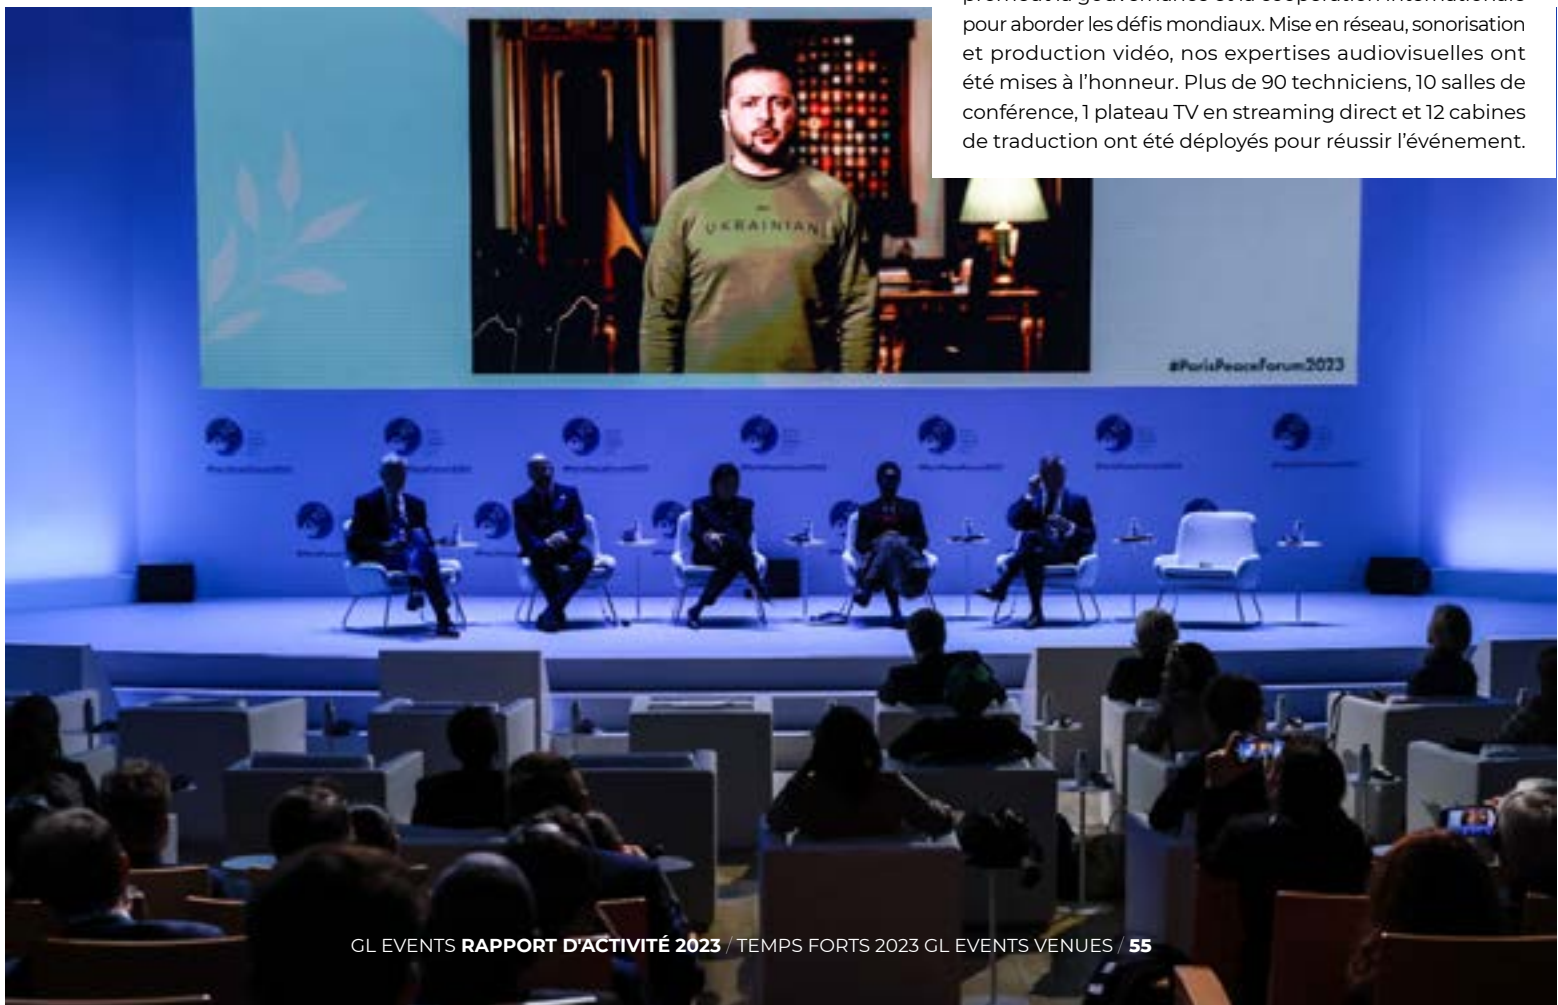 pour aborder les défis mondiaux. Mise en réseau, sonorisation
et production vidéo, nos expertises audiovisuelles ont
été mises à l’honneur. Plus de 90 techniciens, 10 salles de
conférence, 1 plateau TV en streaming direct et 12 cabines
de traduction ont été déployés pour réussir l’événement.
UKRAINIAN
#ParisPeaceForum2023
GL EVENTS RAPPORT D'ACTIVITÉ 2023 / TEMPS FORTS 2023 GL EVENTS VENUES / 55